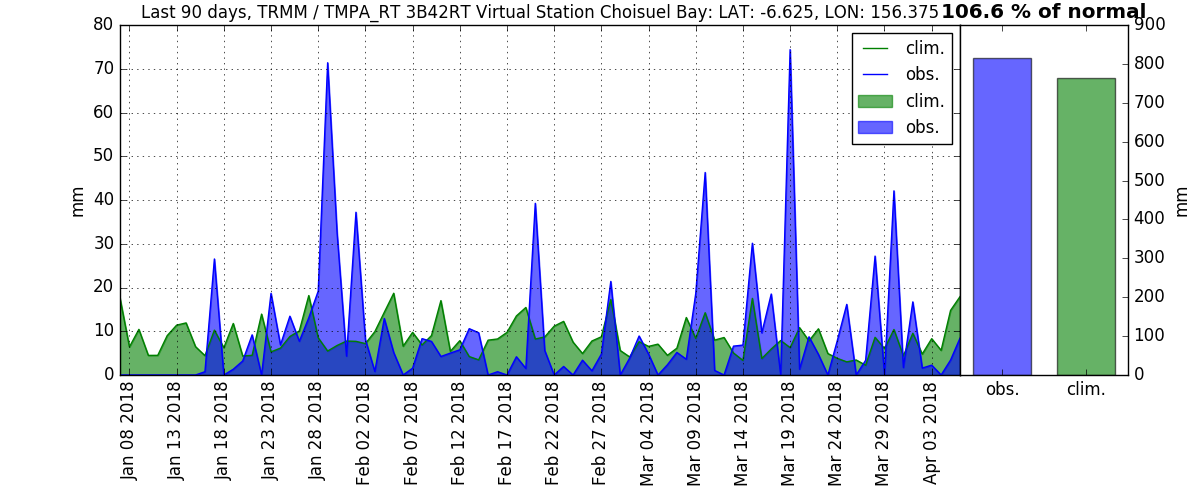 Last 90 days, TRMM / TMPA_RT 3B42RT Virtual Station Choisuel Bay: LAT: -6.625, LON: 156.375
106.6 % of normal
80
70
60
50
40
30
20
10
0
mm
clim.
obs.
clim.
obs.
Jan 08 2018
Jan 13 2018
Jan 18 2018
Jan 23 2018
Jan 28 2018
Feb 02 2018
Feb 07 2018
Feb 12 2018
Feb 17 2018
Feb 22 2018
Feb 27 2018
Mar 04 2018
Mar 09 2018
Mar 14 2018
Mar 19 2018
Mar 24 2018
Mar 29 2018
Apr 03 2018
900
800
700
600
500
400
300
200
100
0
mm
obs.
clim.